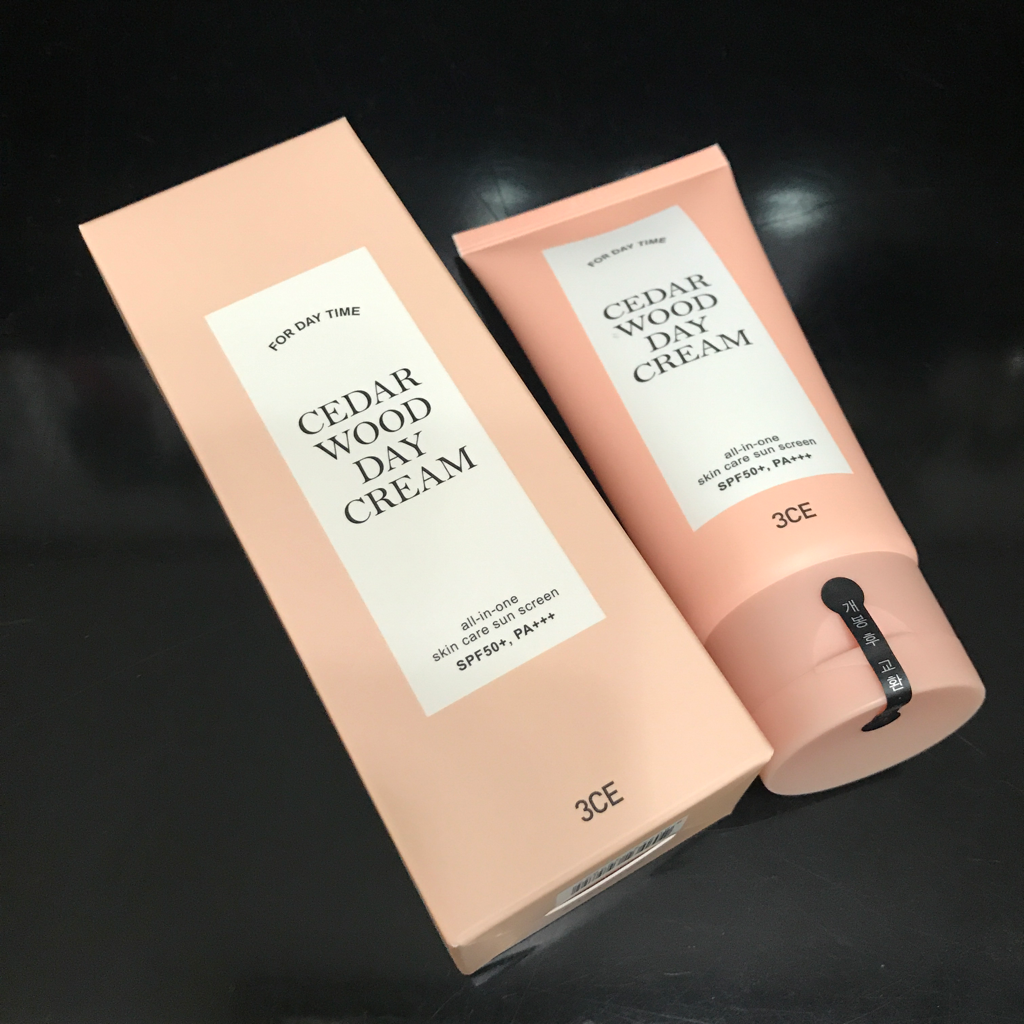 FOR DAY TIME
CEDAR
WOOD
DAY
CREAM
all-in-one
skin care sun screen
SPF50+, PA+++
3CE
FOR DAY TIME
CEDAR
WOOD
DAY
CREAM
all-in-one
skin care sun screen
SPF50+, PA+++
3CE
개봉 후 교환